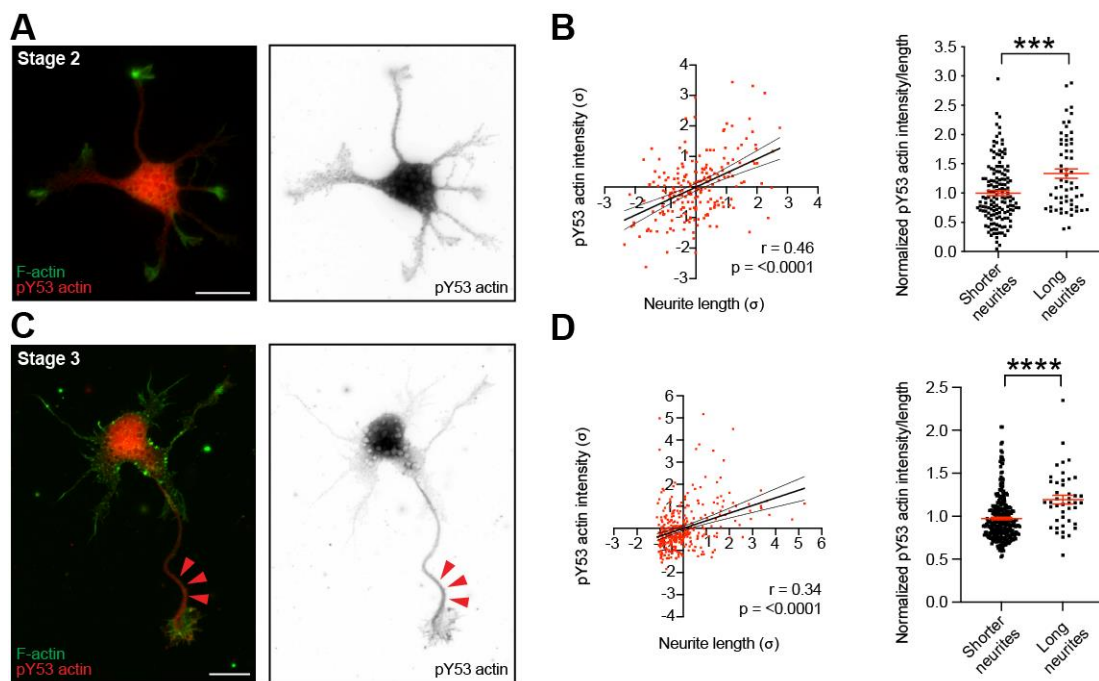 A
Stage 2
F-actin
pY53 actin
pY53 actin
B
pY53 actin intensity (σ)
4
3
2
1
0
-1
-2
-3
-3 -2 -1 0 1 2 3 4
r = 0.46
p = <0.0001
Neurite length (σ)
Normalized pY53 actin intensity/length
3.5
3.0
2.5
2.0
1.5
1.0
0.5
0.0
***
Shorter neurites
Long neurites
C
Stage 3
F-actin
pY53 actin
pY53 actin
D
pY53 actin intensity (σ)
6
5
4
3
2
1
0
-1
-2
-3
-4
-3 -2 -1 0 1 2 3 4 5 6
r = 0.34
p = <0.0001
Neurite length (σ)
Normalized pY53 actin intensity/length
2.5
2.0
1.5
1.0
0.5
0.0
****
Shorter neurites
Long neurites